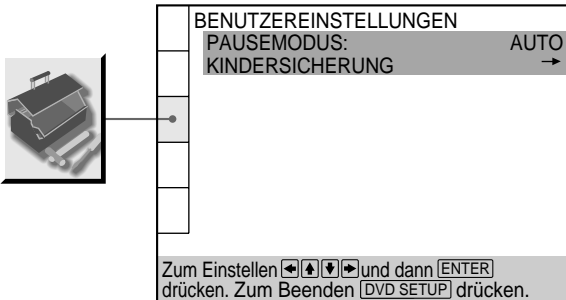 BENUTZEREINSTELLUNGEN
PAUSEMODUS: AUTO
KINDERSICHERUNG →
Zum Einstellen ←↑↓→ und dann ENTER
drücken. Zum Beenden DVD SETUP drücken.